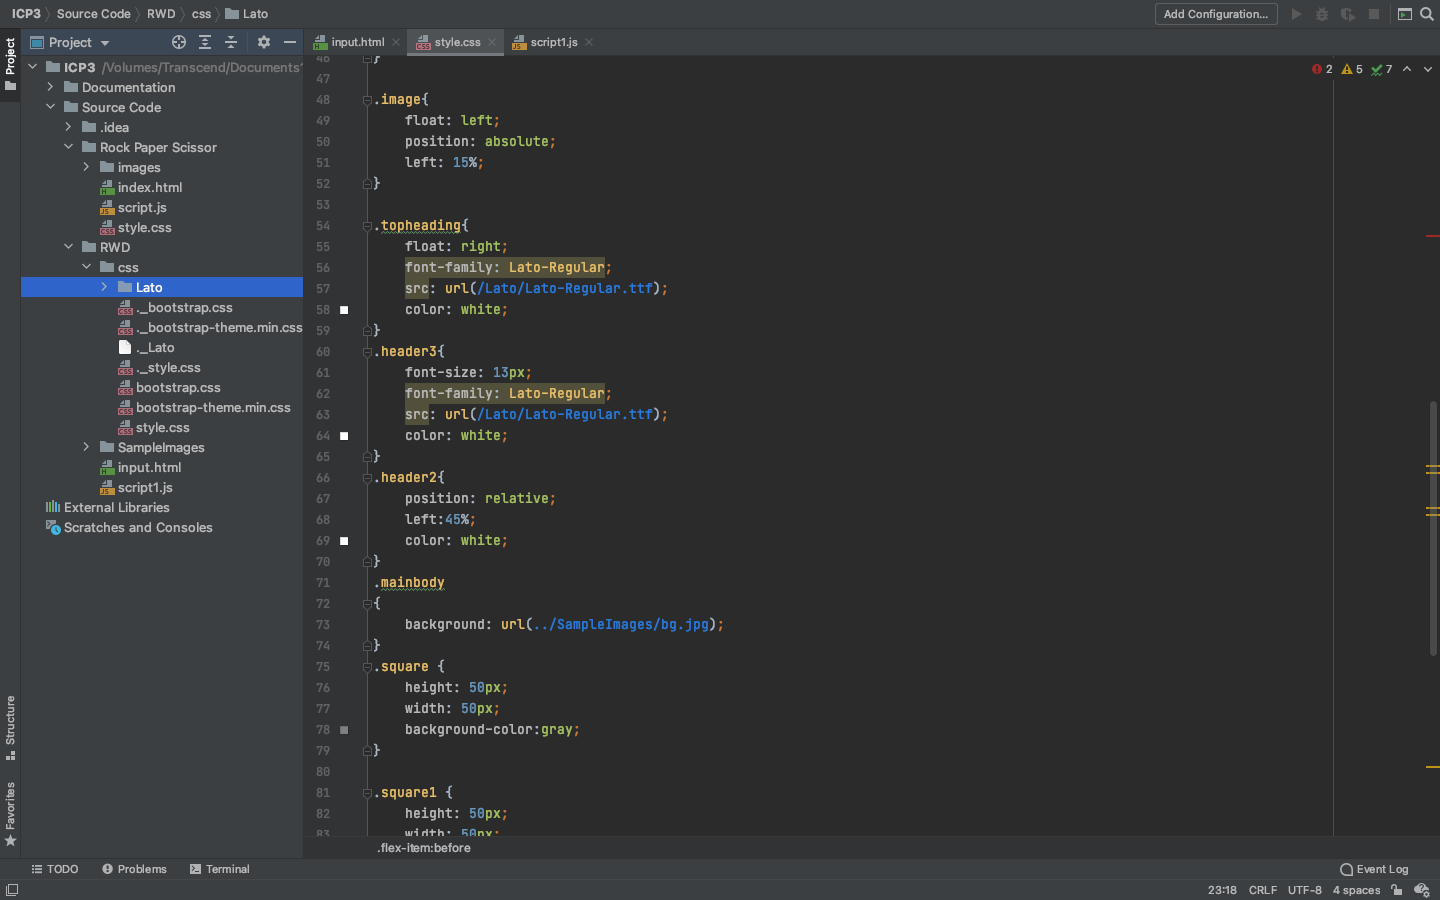 ICP3 Source Code RWD css Lato
Add Configuration...
Project
input.html
style.css
script1.js
Project
ICP3 /Volumes/Transcend/Documents
Documentation
Source Code
.idea
Rock Paper Scissor
images
index.html
script.js
style.css
RWD
css
Lato
._bootstrap.css
._bootstrap-theme.min.css
._Lato
._style.css
bootstrap.css
bootstrap-theme.min.css
style.css
SampleImages
input.html
script1.js
External Libraries
Scratches and Consoles
2 5 7
46 }
47
48 .image{
49 float: left;
50 position: absolute;
51 left: 15%;
52 }
53
54 .topheading{
55 float: right;
56 font-family: Lato-Regular;
57 src: url(/Lato/Lato-Regular.ttf);
58 color: white;
59 }
60 .header3{
61 font-size: 13px;
62 font-family: Lato-Regular;
63 src: url(/Lato/Lato-Regular.ttf);
64 color: white;
65 }
66 .header2{
67 position: relative;
68 left:45%;
69 color: white;
70 }
71 .mainbody
72 {
73 background: url(../SampleImages/bg.jpg);
74 }
75 .square {
76 height: 50px;
77 width: 50px;
78 background-color:gray;
79 }
80
81 .square1 {
82 height: 50px;
83 width: 50px;
.flex-item:before
Structure
Favorites
TODO
Problems
Terminal
Event Log
23:18 CRLF UTF-8 4 spaces